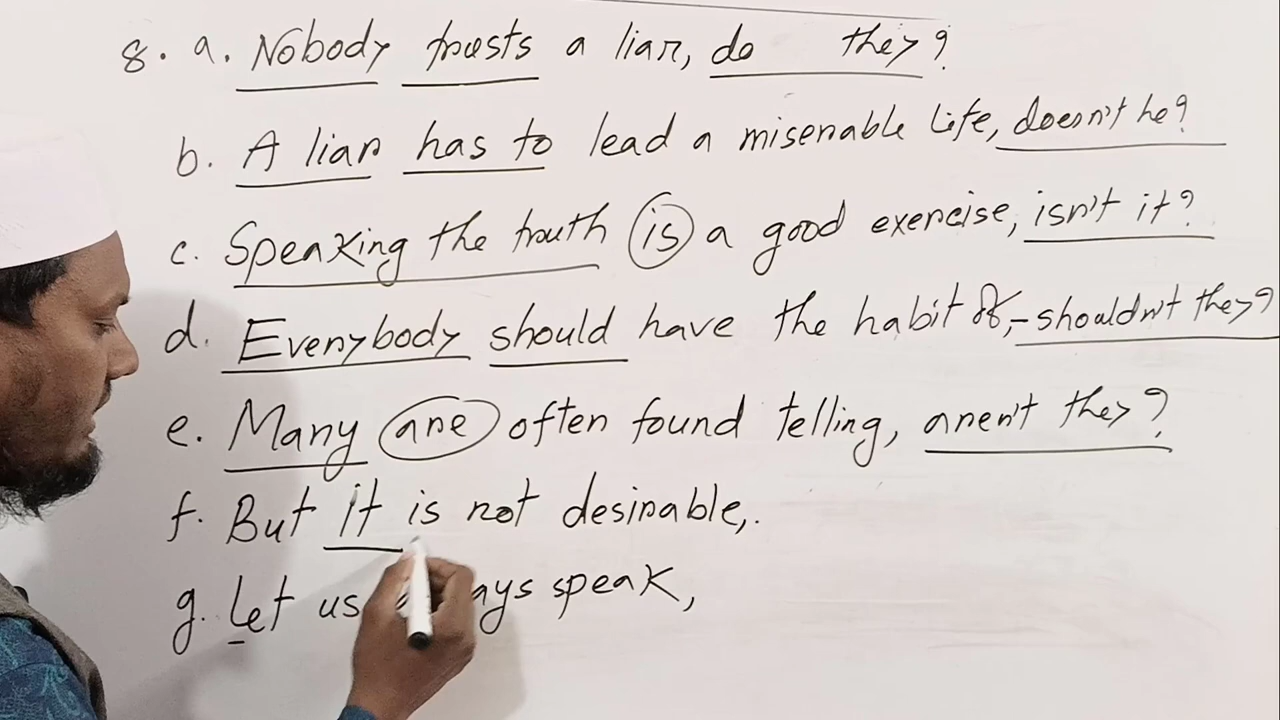 8. a. Nobody trusts a liar, do they?
b. A liar has to lead a miserable life, doesn't he?
c. Speaking the truth is a good exercise, isn't it?
d. Everybody should have the habit of, - shouldn't they?
e. Many are often found telling, aren't they?
f. But it is not desirable,.
g. Let us speak,